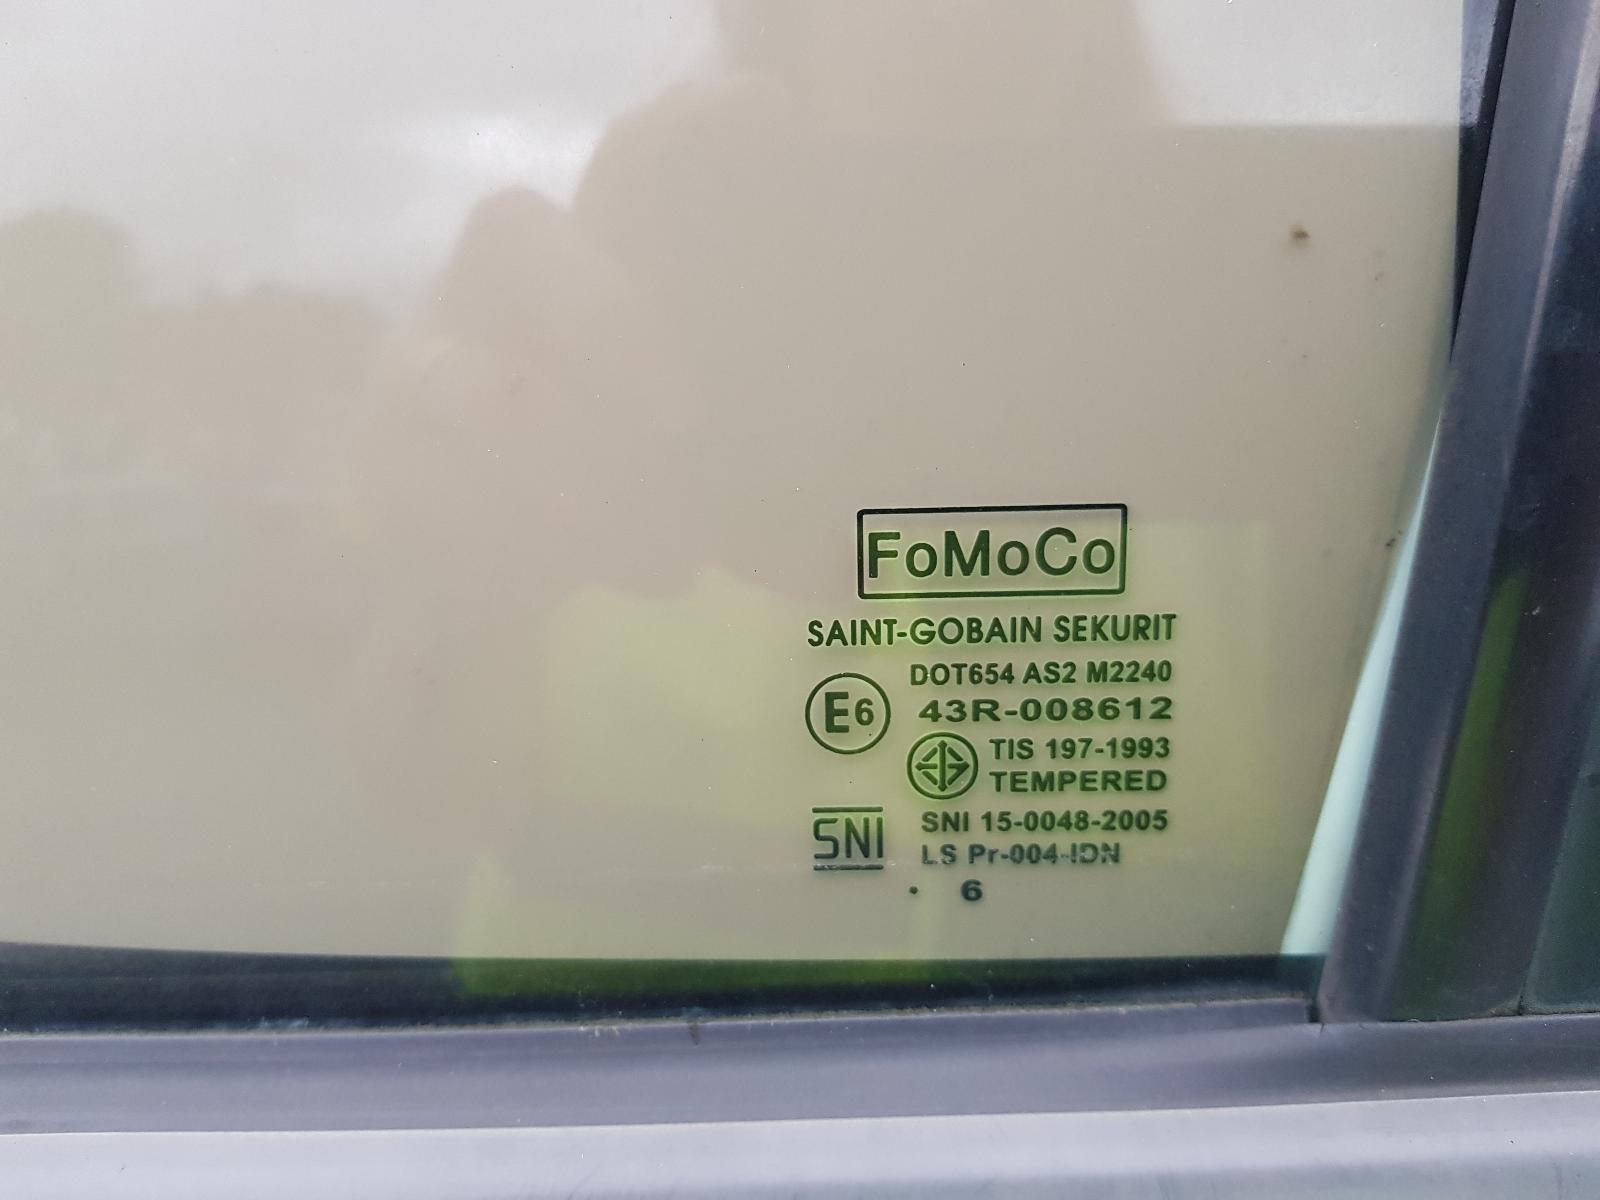 FoMoCo
SAINT-GOBAIN SEKURIT
DOT654 AS2 M2240
E6 43R-008612
TIS 197-1993
TEMPERED
SNI SNI 15-0048-2005
LS Pr-004-IDN
. 6